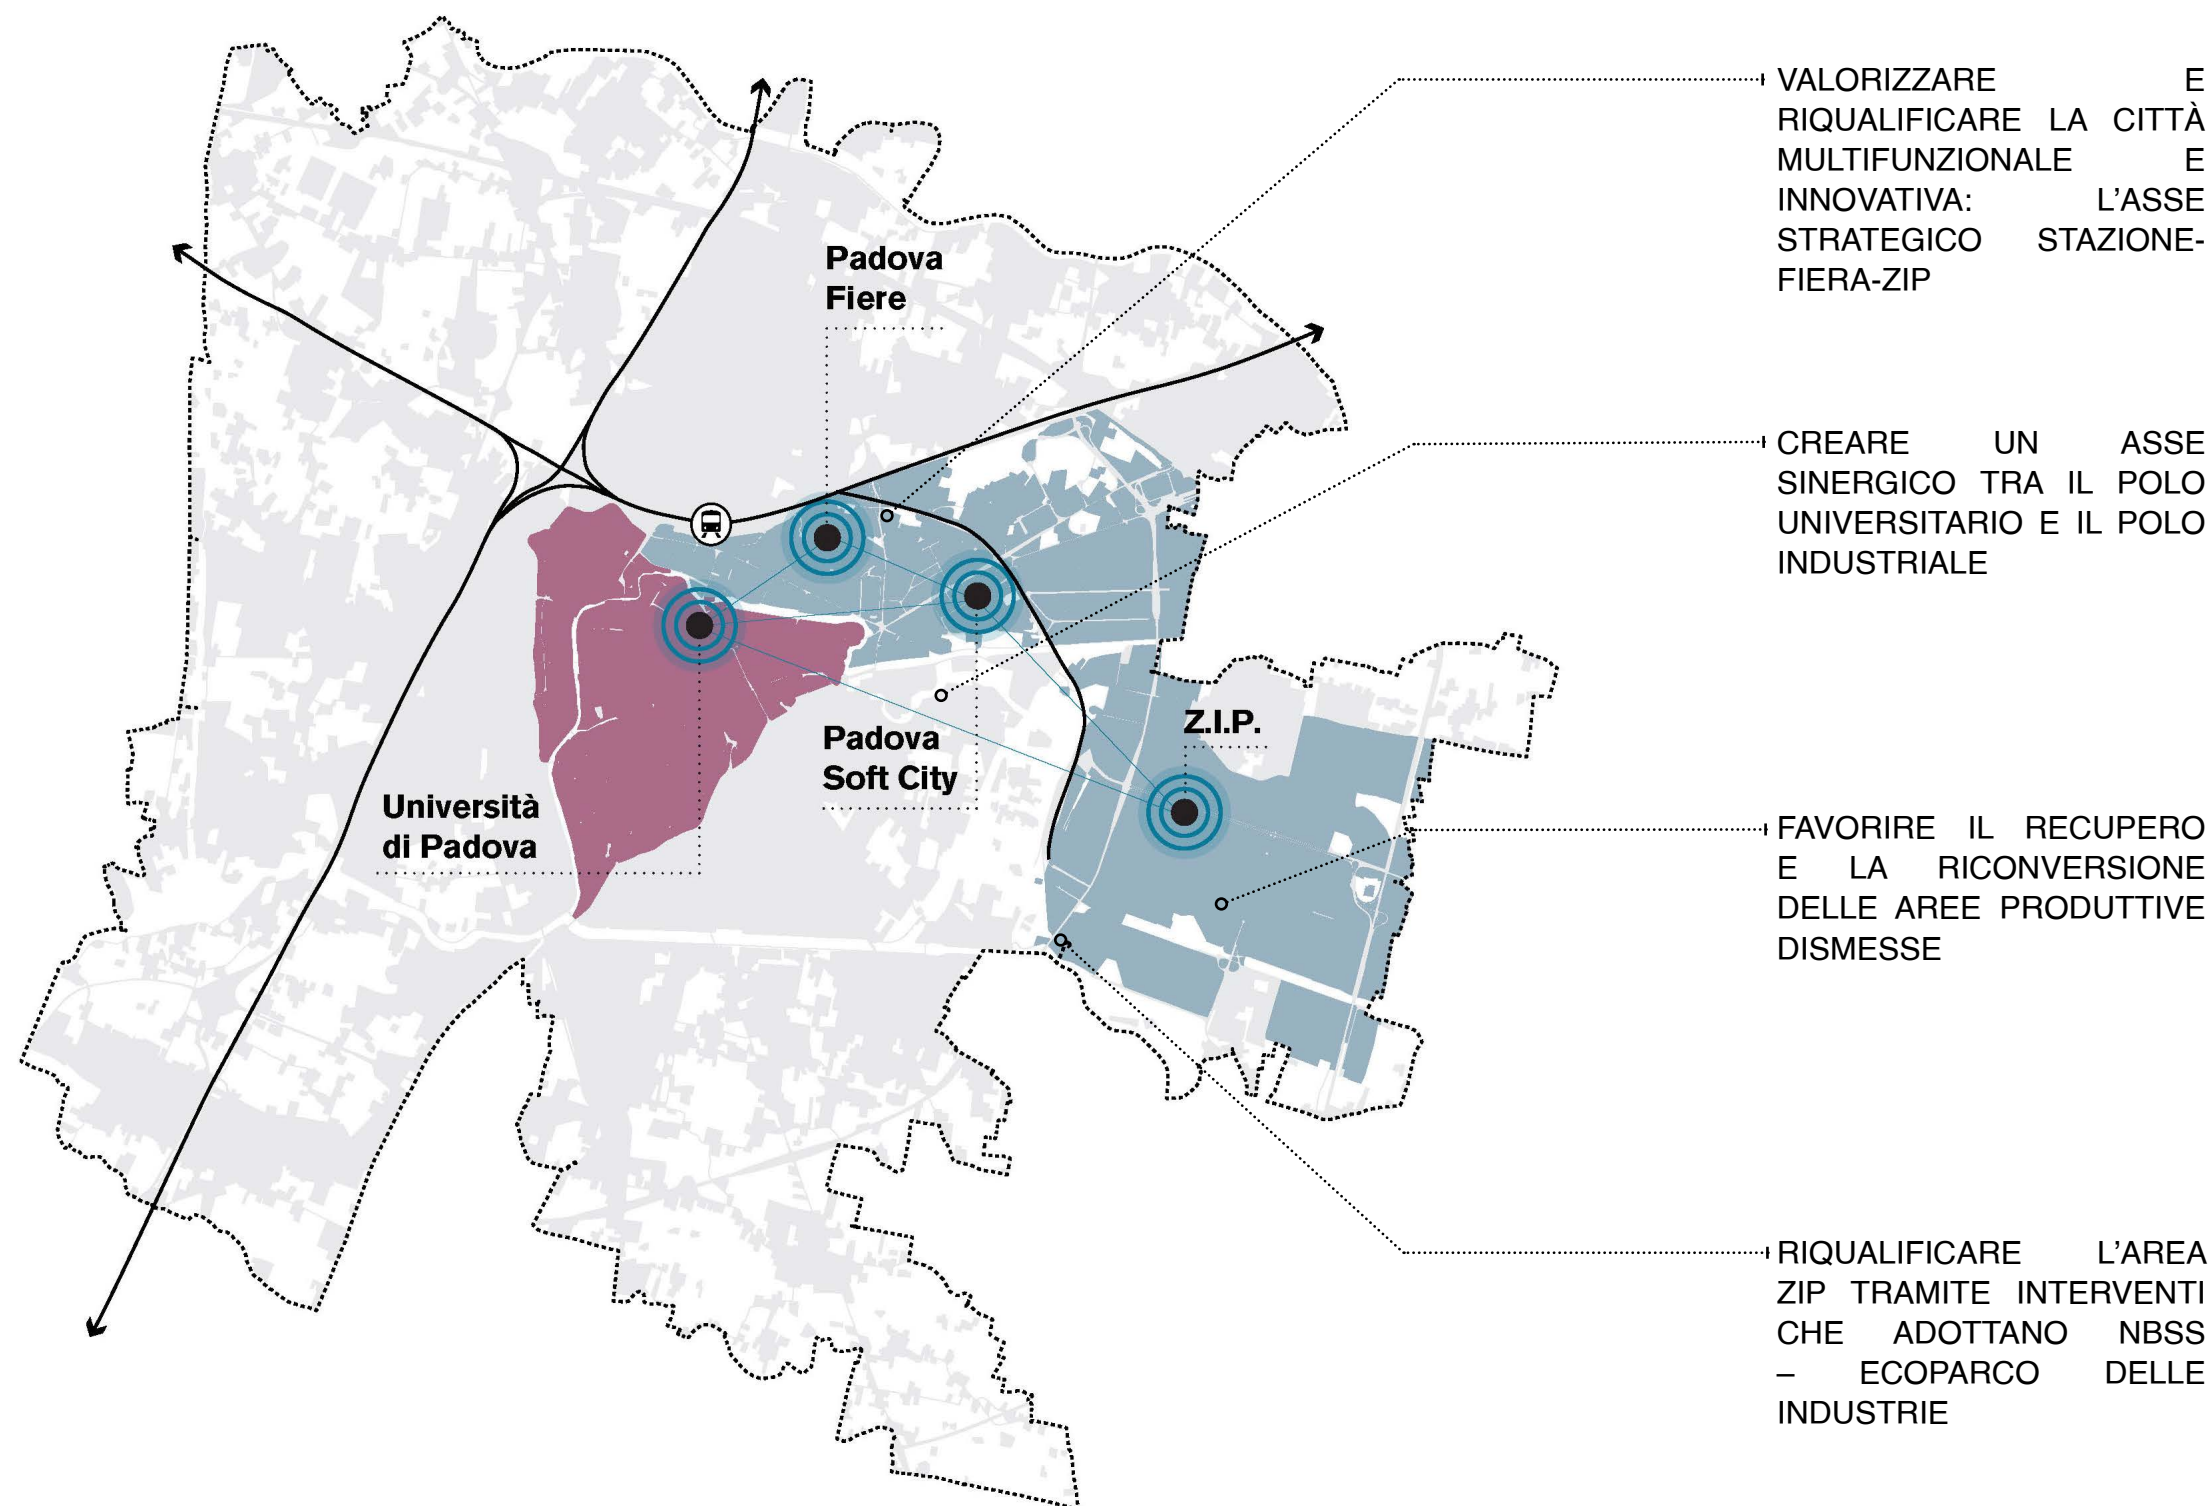 VALORIZZARE E
RIQUALIFICARE LA CITTÀ
MULTIFUNZIONALE E
INNOVATIVA: L'ASSE
STRATEGICO STAZIONE-
FIERA-ZIP
Padova
Fiere
CREARE UN ASSE
SINERGICO TRA IL POLO
UNIVERSITARIO E IL POLO
INDUSTRIALE
Z.I.P.
Padova
Soft City
Università
di Padova
FAVORIRE IL RECUPERO
E LA RICONVERSIONE
DELLE AREE PRODUTTIVE
DISMESSE
RIQUALIFICARE L'AREA
ZIP TRAMITE INTERVENTI
CHE ADOTTANO NBSS
– ECOPARCO DELLE
INDUSTRIE